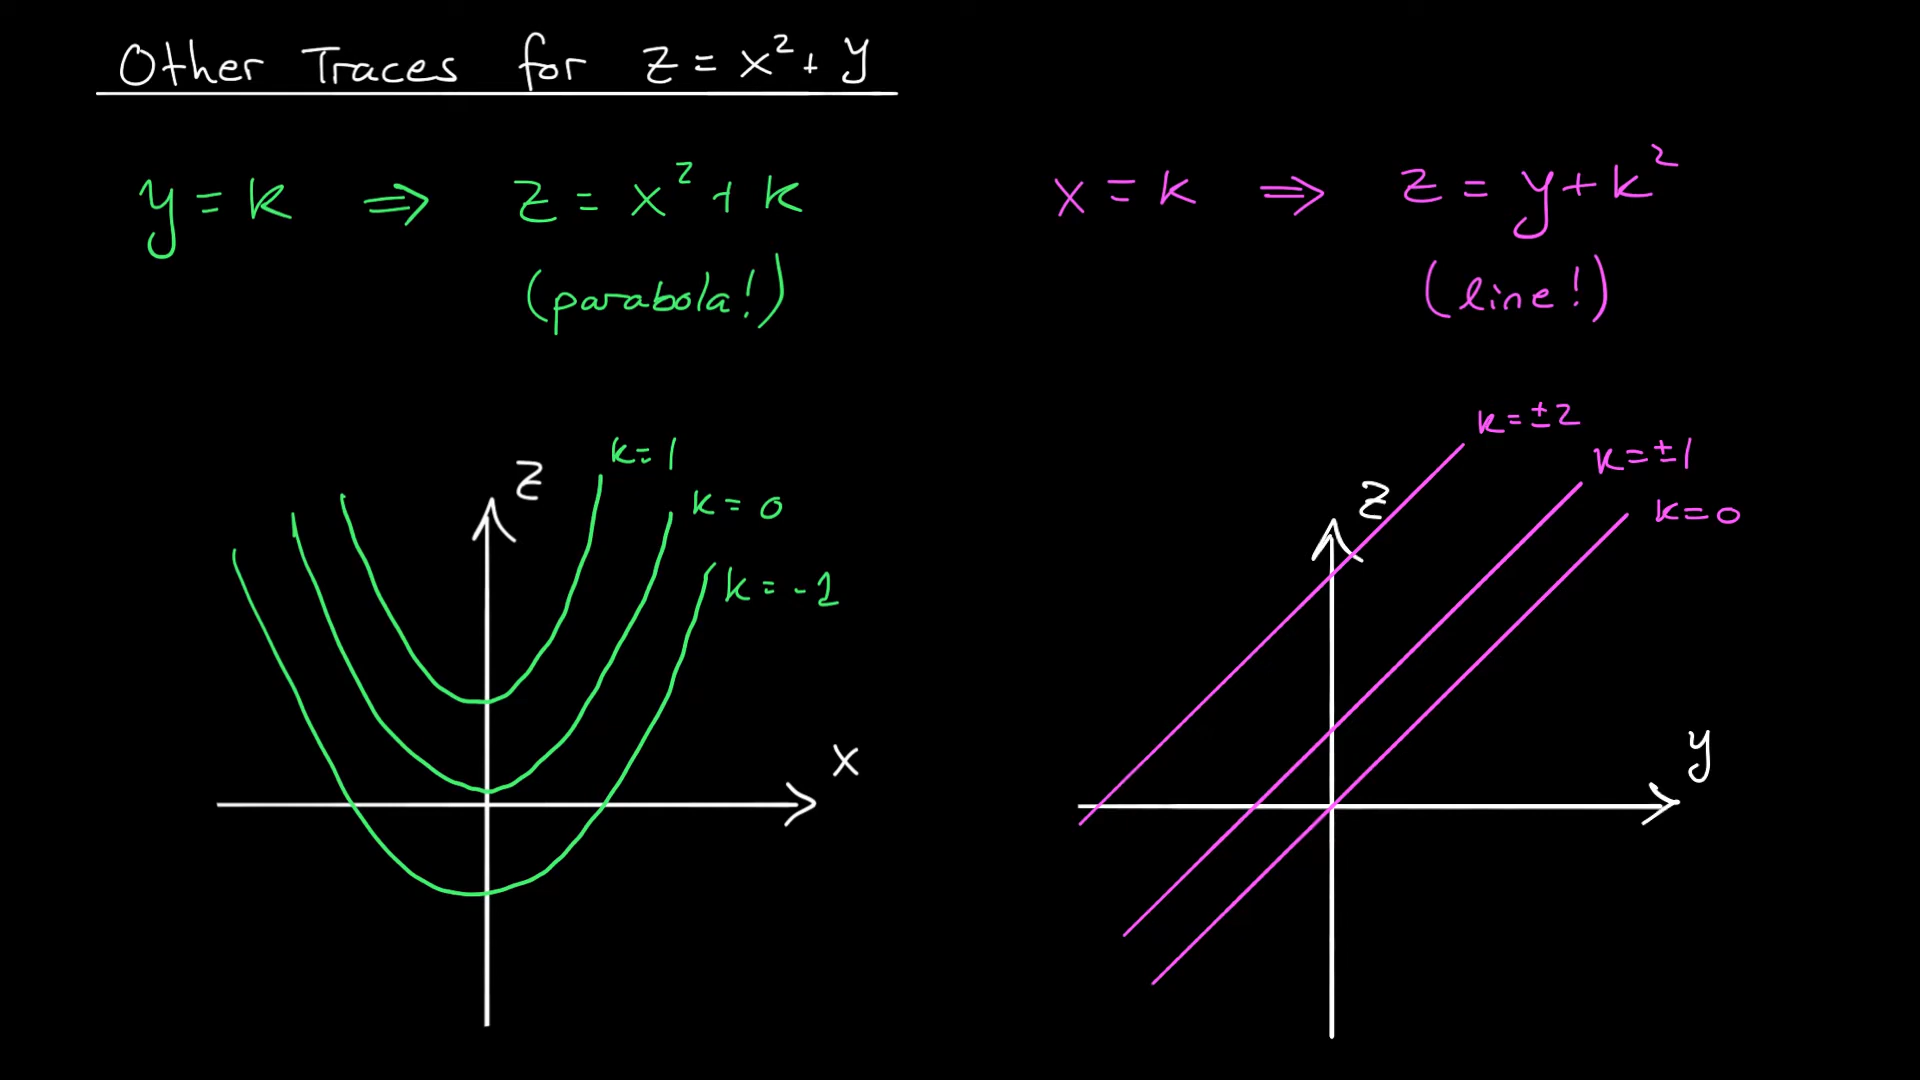 Other Traces for z = x² + y
y = k ⇒ z = x² + k
(parabola!)
x = k ⇒ z = y + k²
(line!)
k = 1
z
k = 0
k = -1
x
k = ±2
k = ±1
z
k = 0
y